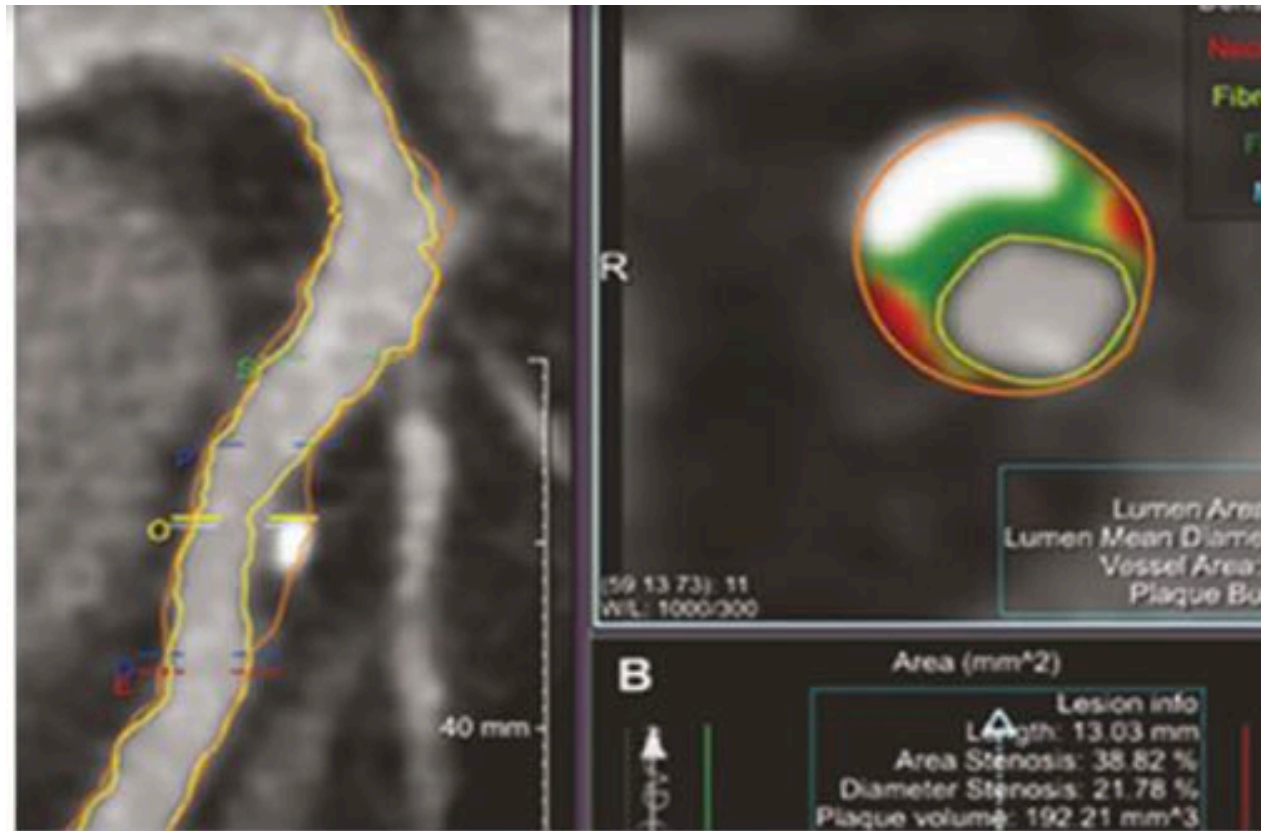 S
O
E
40 mm
R
Fibr
F
(59 13 73): 11
W/L: 1000/300
Lumen Area
Lumen Mean Diame
Vessel Area:
Plaque Bu
B
Area (mm^2)
Lesion info
Length: 13.03 mm
Area Stenosis: 38.82 %
Diameter Stenosis: 21.78 %
Plaque volume: 192.21 mm^3